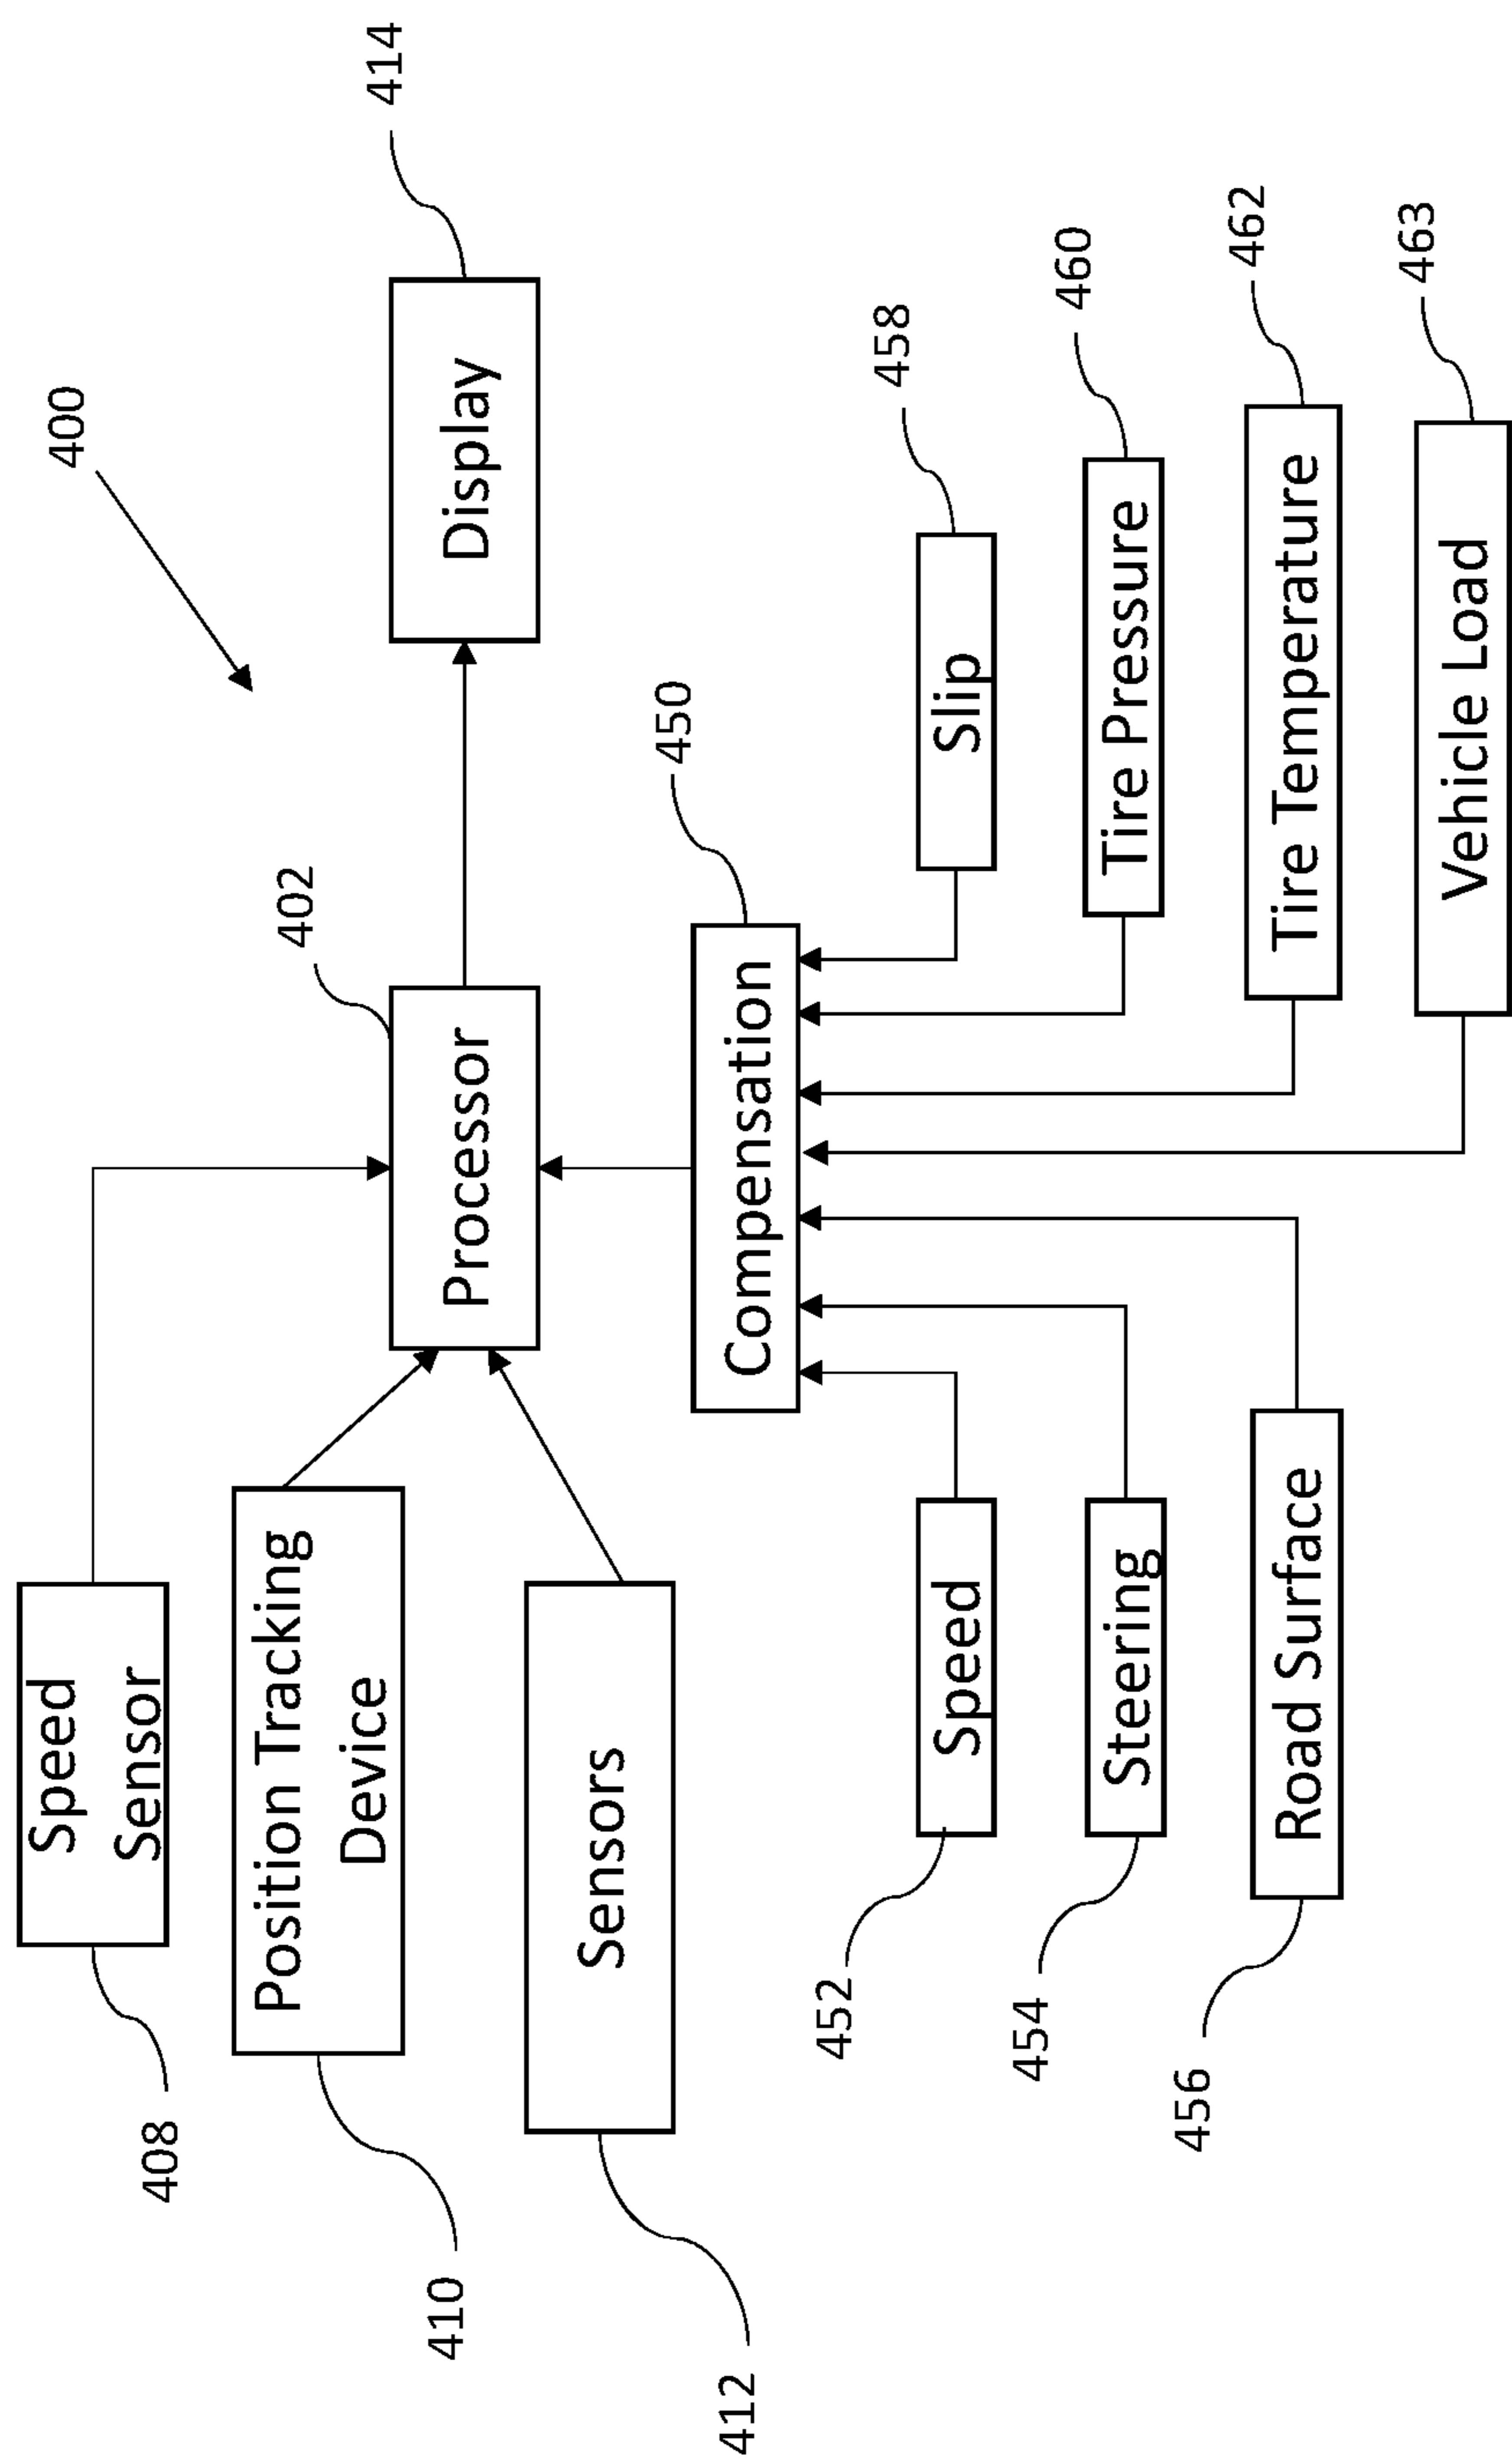 400
Speed
Sensor
408
Position Tracking
Device
410
Sensors
412
402
Processor
Display
414
Compensation
450
Speed
452
Steering
454
Road Surface
456
Slip
458
Tire Pressure
460
Tire Temperature
462
Vehicle Load
463